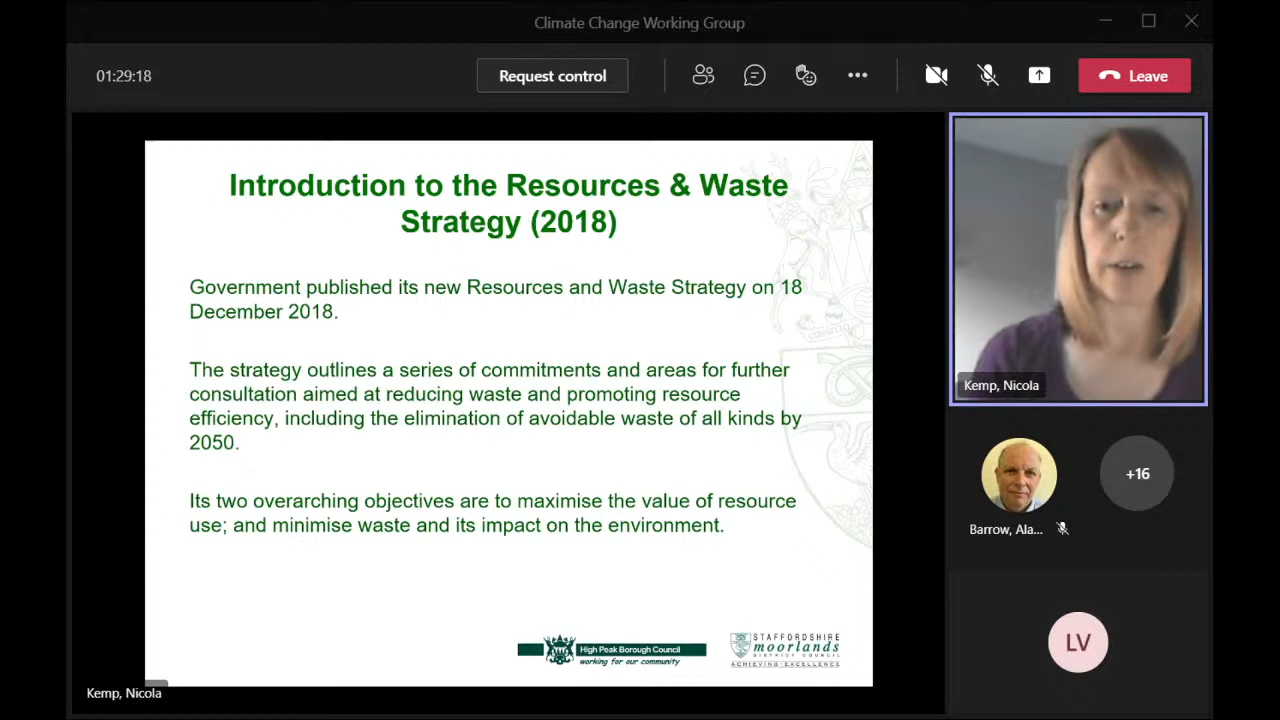 Climate Change Working Group
01:29:18
Request control
Leave
Introduction to the Resources & Waste
Strategy (2018)
Government published its new Resources and Waste Strategy on 18
December 2018.
The strategy outlines a series of commitments and areas for further
consultation aimed at reducing waste and promoting resource
efficiency, including the elimination of avoidable waste of all kinds by
2050.
Its two overarching objectives are to maximise the value of resource
use; and minimise waste and its impact on the environment.
High Peak Borough Council
working for our community
STAFFORDSHIRE
moorlands
DISTRICT COUNCIL
ACHIEVING EXCELLENCE
Kemp, Nicola
Kemp, Nicola
+16
Barrow, Ala...
LV